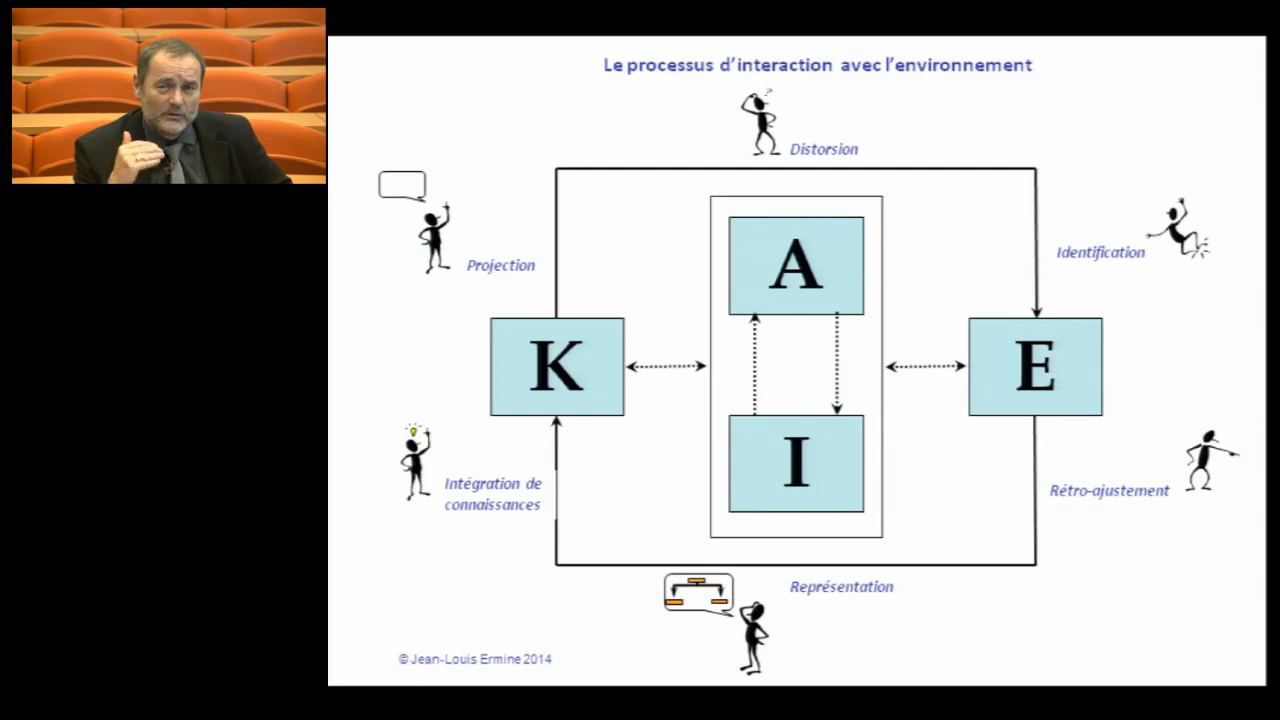 Le processus d'interaction avec l'environnement
?
Distorsion
Projection
Identification
A
K
E
I
Intégration de
connaissances
Rétro-ajustement
Représentation
© Jean-Louis Ermine 2014